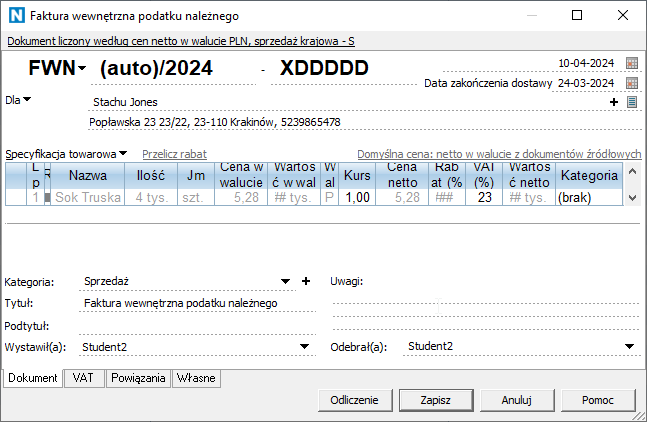 Faktura wewnętrzna podatku należnego
Dokument liczony według cen netto w walucie PLN, sprzedaż krajowa - S
FWN (auto)/2024 - XDDDDD
10-04-2024
Data zakończenia dostawy 24-03-2024
Dla
Stachu Jones
Popławska 23 23/22, 23-110 Krakinów, 5239865478
Specyfikacja towarowa Przelicz rabat Domyślna cena: netto w walucie z dokumentów źródłowych
L p R Nazwa Ilość Jm Cena w walucie Wartoś ć w wal W al Kurs Cena netto Rab at (% VAT (%) Wartoś ć netto Kategoria
1 Sok Truska 4 tys. szt. 5,28 ## tys. P 1,00 5,28 ### 23 ## tys. (brak)
Kategoria: Sprzedaż Uwagi:
Tytuł: Faktura wewnętrzna podatku należnego
Podtytuł:
Wystawił(a): Student2 Odebrał(a): Student2
Dokument VAT Powiązania Własne
Odliczenie Zapisz Anuluj Pomoc